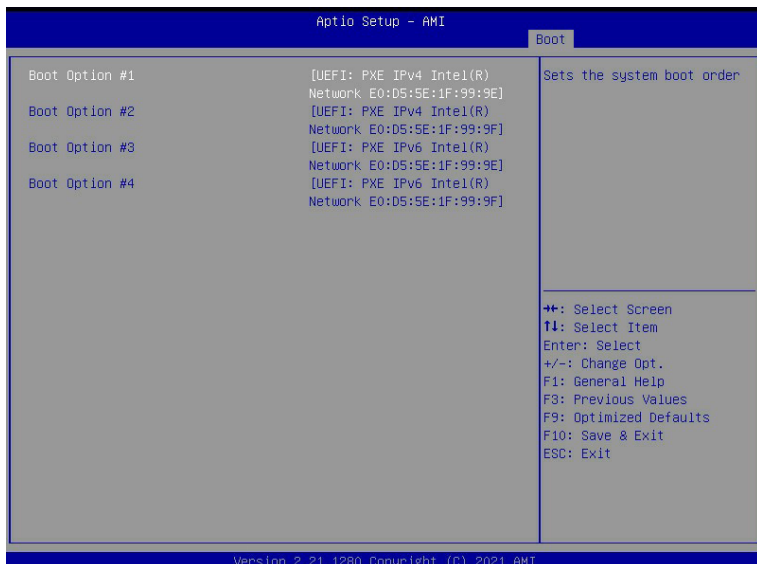 Aptio Setup – AMI
Boot
Boot Option #1 [UEFI: PXE IPv4 Intel(R)
Network E0:D5:5E:1F:99:9E]
Boot Option #2 [UEFI: PXE IPv4 Intel(R)
Network E0:D5:5E:1F:99:9F]
Boot Option #3 [UEFI: PXE IPv6 Intel(R)
Network E0:D5:5E:1F:99:9E]
Boot Option #4 [UEFI: PXE IPv6 Intel(R)
Network E0:D5:5E:1F:99:9F]
Sets the system boot order
→←: Select Screen
↑↓: Select Item
Enter: Select
+/-: Change Opt.
F1: General Help
F3: Previous Values
F9: Optimized Defaults
F10: Save & Exit
ESC: Exit
Version 2.21.1280 Copyright (C) 2021 AMI